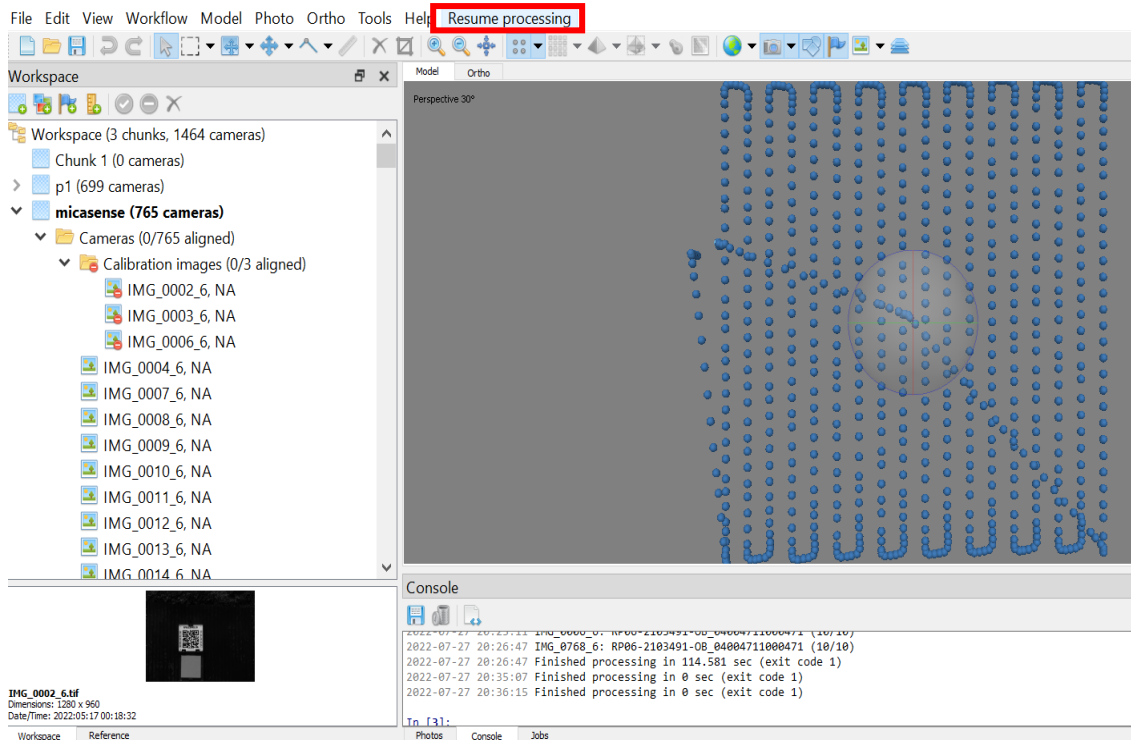 File Edit View Workflow Model Photo Ortho Tools Help Resume processing
Workspace
Workspace (3 chunks, 1464 cameras)
Chunk 1 (0 cameras)
p1 (699 cameras)
micasense (765 cameras)
Cameras (0/765 aligned)
Calibration images (0/3 aligned)
IMG_0002_6, NA
IMG_0003_6, NA
IMG_0006_6, NA
IMG_0004_6, NA
IMG_0007_6, NA
IMG_0008_6, NA
IMG_0009_6, NA
IMG_0010_6, NA
IMG_0011_6, NA
IMG_0012_6, NA
IMG_0013_6, NA
IMG_0014_6, NA
IMG_0002_6.tif
Dimensions: 1280 x 960
Date/Time: 2022:05:17 00:18:32
Workspace Reference
Model Ortho
Perspective 30°
Console
RP06-2103491-OB_04004711000471 (10/10)
2022-07-27 20:26:47 IMG_0768_6: RP06-2103491-OB_04004711000471 (10/10)
2022-07-27 20:26:47 Finished processing in 114.581 sec (exit code 1)
2022-07-27 20:35:07 Finished processing in 0 sec (exit code 1)
2022-07-27 20:36:15 Finished processing in 0 sec (exit code 1)
In [3]:
Photos Console Jobs